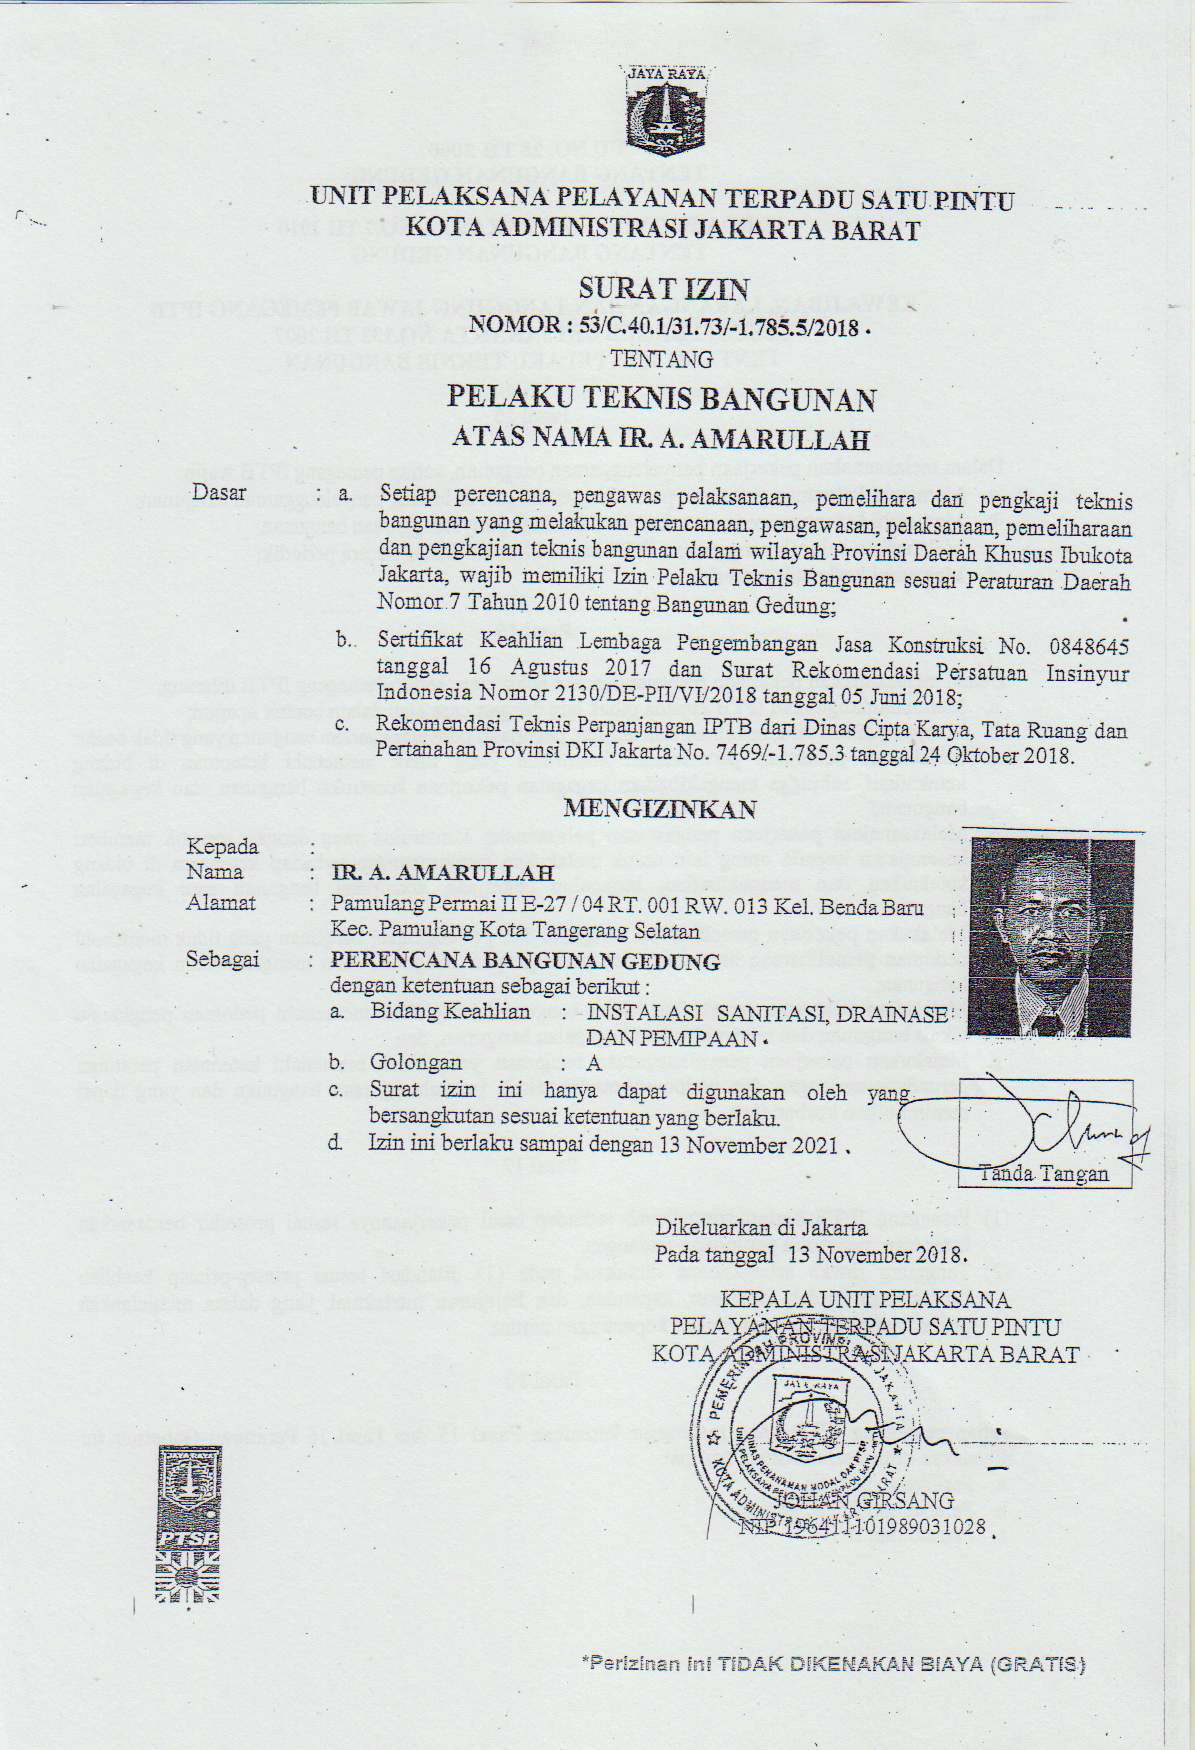 JAYA RAYA
UNIT PELAKSANA PELAYANAN TERPADU SATU PINTU
KOTA ADMINISTRASI JAKARTA BARAT
SURAT IZIN
NOMOR : 53/C.40.1/31.73/-1.785.5/2018 .
TENTANG
PELAKU TEKNIS BANGUNAN
ATAS NAMA IR. A. AMARULLAH
Dasar : a. Setiap perencana, pengawas pelaksanaan, pemelihara dan pengkaji teknis
bangunan yang melakukan perencanaan, pengawasan, pelaksanaan, pemeliharaan
dan pengkajian teknis bangunan dalam wilayah Provinsi Daerah Khusus Ibukota
Jakarta, wajib memiliki Izin Pelaku Teknis Bangunan sesuai Peraturan Daerah
Nomor 7 Tahun 2010 tentang Bangunan Gedung;
b. Sertifikat Keahlian Lembaga Pengembangan Jasa Konstruksi No. 0848645
tanggal 16 Agustus 2017 dan Surat Rekomendasi Persatuan Insinyur
Indonesia Nomor 2130/DE-PII/VI/2018 tanggal 05 Juni 2018;
c. Rekomendasi Teknis Perpanjangan IPTB dari Dinas Cipta Karya, Tata Ruang dan
Pertanahan Provinsi DKI Jakarta No. 7469/-1.785.3 tanggal 24 Oktober 2018.
MENGIZINKAN
Kepada :
Nama : IR. A. AMARULLAH
Alamat : Pamulang Permai II E-27 / 04 RT. 001 RW. 013 Kel. Benda Baru
Kec. Pamulang Kota Tangerang Selatan
Sebagai : PERENCANA BANGUNAN GEDUNG
dengan ketentuan sebagai berikut :
a. Bidang Keahlian : INSTALASI SANITASI, DRAINASE
DAN PEMIPAAN .
b. Golongan : A
c. Surat izin ini hanya dapat digunakan oleh yang
bersangkutan sesuai ketentuan yang berlaku.
d. Izin ini berlaku sampai dengan 13 November 2021 .
Tanda Tangan
Dikeluarkan di Jakarta
Pada tanggal 13 November 2018.
KEPALA UNIT PELAKSANA
PELAYANAN TERPADU SATU PINTU
KOTA ADMINISTRASI JAKARTA BARAT
JAYA RAYA
JOHAN GIRSANG
NIP. 196411101989031028
JAYA RAYA
PTSP
*Perizinan ini TIDAK DIKENAKAN BIAYA (GRATIS)